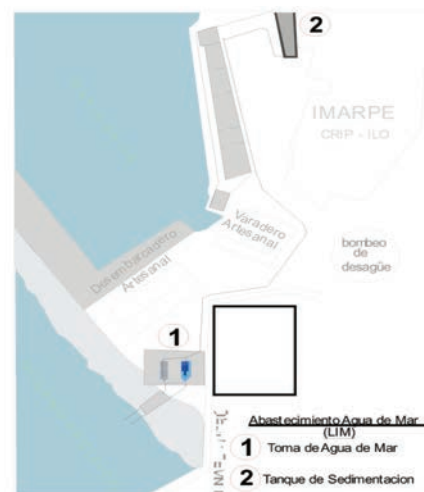 2
IMARPE
CRIP - ILO
Varadero
Artesanal
bombeo
de
desagüe
Desembarcadero
Artesanal
1
Abastecimiento Agua de Mar
(LIM)
1 Toma de Agua de Mar
2 Tanque de Sedimentacion